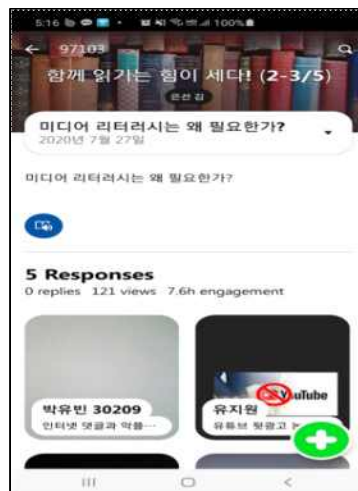 5:16
100%
97103
함께 읽기는 힘이 세다! (2-3/5)
은선 김
미디어 리터러시는 왜 필요한가?
2020년 7월 27일
미디어 리터러시는 왜 필요한가?
5 Responses
0 replies 121 views 7.6h engagement
YouTube
박유빈 30209
인터넷 댓글과 악플…
유지원
유튜브 뒷광고